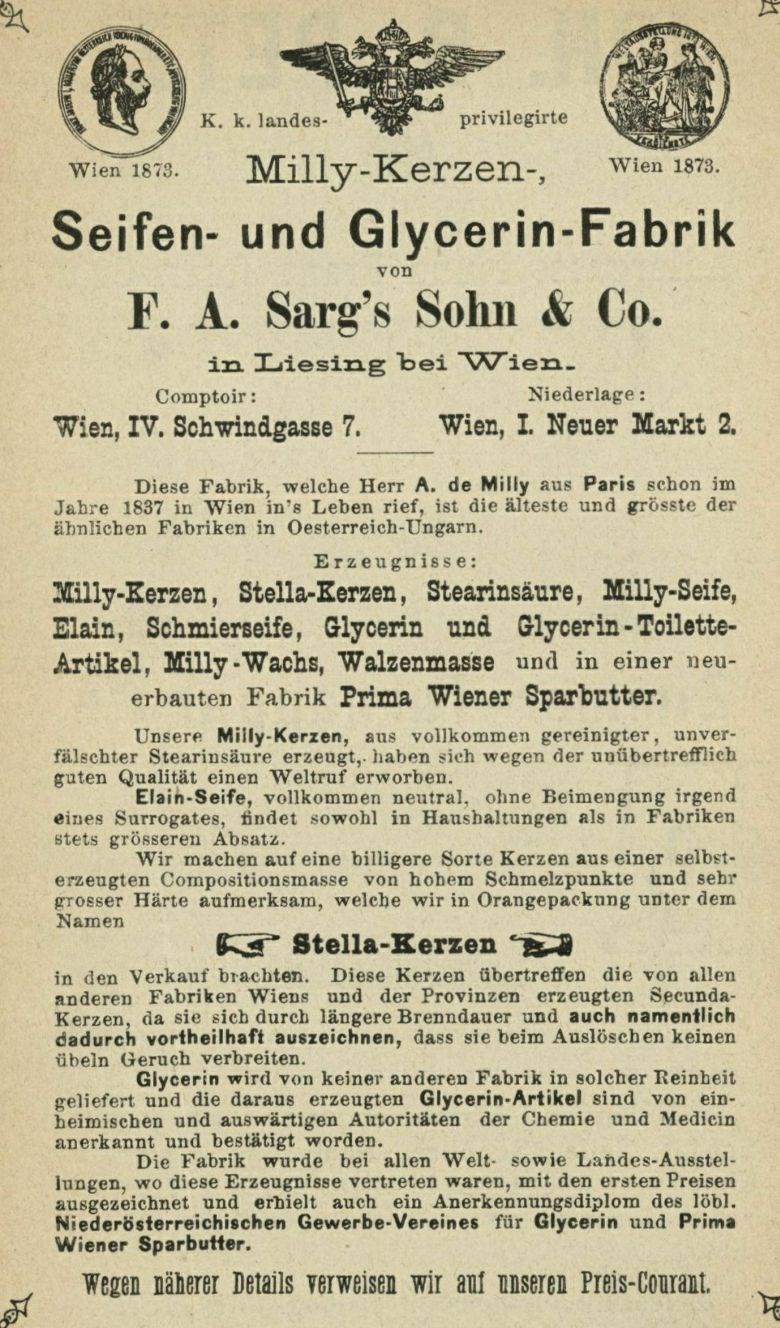 K. k. landes- privilegirte
Wien 1873.
Milly-Kerzen-,
Wien 1873.
Seifen- und Glycerin-Fabrik
von
F. A. Sarg's Sohn & Co.
in Liesing bei Wien.
Comptoir: Niederlage:
Wien, IV. Schwindgasse 7. Wien, I. Neuer Markt 2.
Diese Fabrik, welche Herr A. de Milly aus Paris schon im
Jahre 1837 in Wien in's Leben rief, ist die älteste und grösste der
ähnlichen Fabriken in Oesterreich-Ungarn.
Erzeugnisse:
Milly-Kerzen, Stella-Kerzen, Stearinsäure, Milly-Seife,
Elain, Schmierseife, Glycerin und Glycerin-Toilette-
Artikel, Milly-Wachs, Walzenmasse und in einer neu-
erbauten Fabrik Prima Wiener Sparbutter.
Unsere Milly-Kerzen, aus vollkommen gereinigter, unver-
fälschter Stearinsäure erzeugt, haben sich wegen der unübertrefflich
guten Qualität einen Weltruf erworben.
Elain-Seife, vollkommen neutral, ohne Beimengung irgend
eines Surrogates, findet sowohl in Haushaltungen als in Fabriken
stets grösseren Absatz.
Wir machen auf eine billigere Sorte Kerzen aus einer selbst-
erzeugten Compositionsmasse von hohem Schmelzpunkte und sehr
grosser Härte aufmerksam, welche wir in Orangepackung unter dem
Namen
Stella-Kerzen
in den Verkauf brachten. Diese Kerzen übertreffen die von allen
anderen Fabriken Wiens und der Provinzen erzeugten Secunda-
Kerzen, da sie sich durch längere Brenndauer und auch namentlich
dadurch vortheilhaft auszeichnen, dass sie beim Auslöschen keinen
übeln Geruch verbreiten.
Glycerin wird von keiner anderen Fabrik in solcher Reinheit
geliefert und die daraus erzeugten Glycerin-Artikel sind von ein-
heimischen und auswärtigen Autoritäten der Chemie und Medicin
anerkannt und bestätigt worden.
Die Fabrik wurde bei allen Welt- sowie Landes-Ausstel-
lungen, wo diese Erzeugnisse vertreten waren, mit den ersten Preisen
ausgezeichnet und erhielt auch ein Anerkennungsdiplom des löbl.
Niederösterreichischen Gewerbe-Vereines für Glycerin und Prima
Wiener Sparbutter.
Wegen näherer Details verweisen wir auf unseren Preis-Courant.